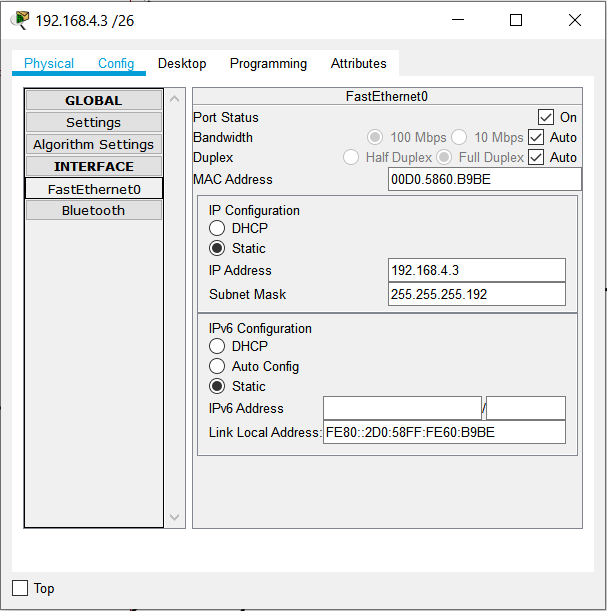 192.168.4.3 /26
Physical Config Desktop Programming Attributes
GLOBAL
Settings
Algorithm Settings
INTERFACE
FastEthernet0
Bluetooth
FastEthernet0
Port Status On
Bandwidth 100 Mbps 10 Mbps Auto
Duplex Half Duplex Full Duplex Auto
MAC Address 00D0.5860.B9BE
IP Configuration
DHCP
Static
IP Address 192.168.4.3
Subnet Mask 255.255.255.192
IPv6 Configuration
DHCP
Auto Config
Static
IPv6 Address /
Link Local Address: FE80::2D0:58FF:FE60:B9BE
Top